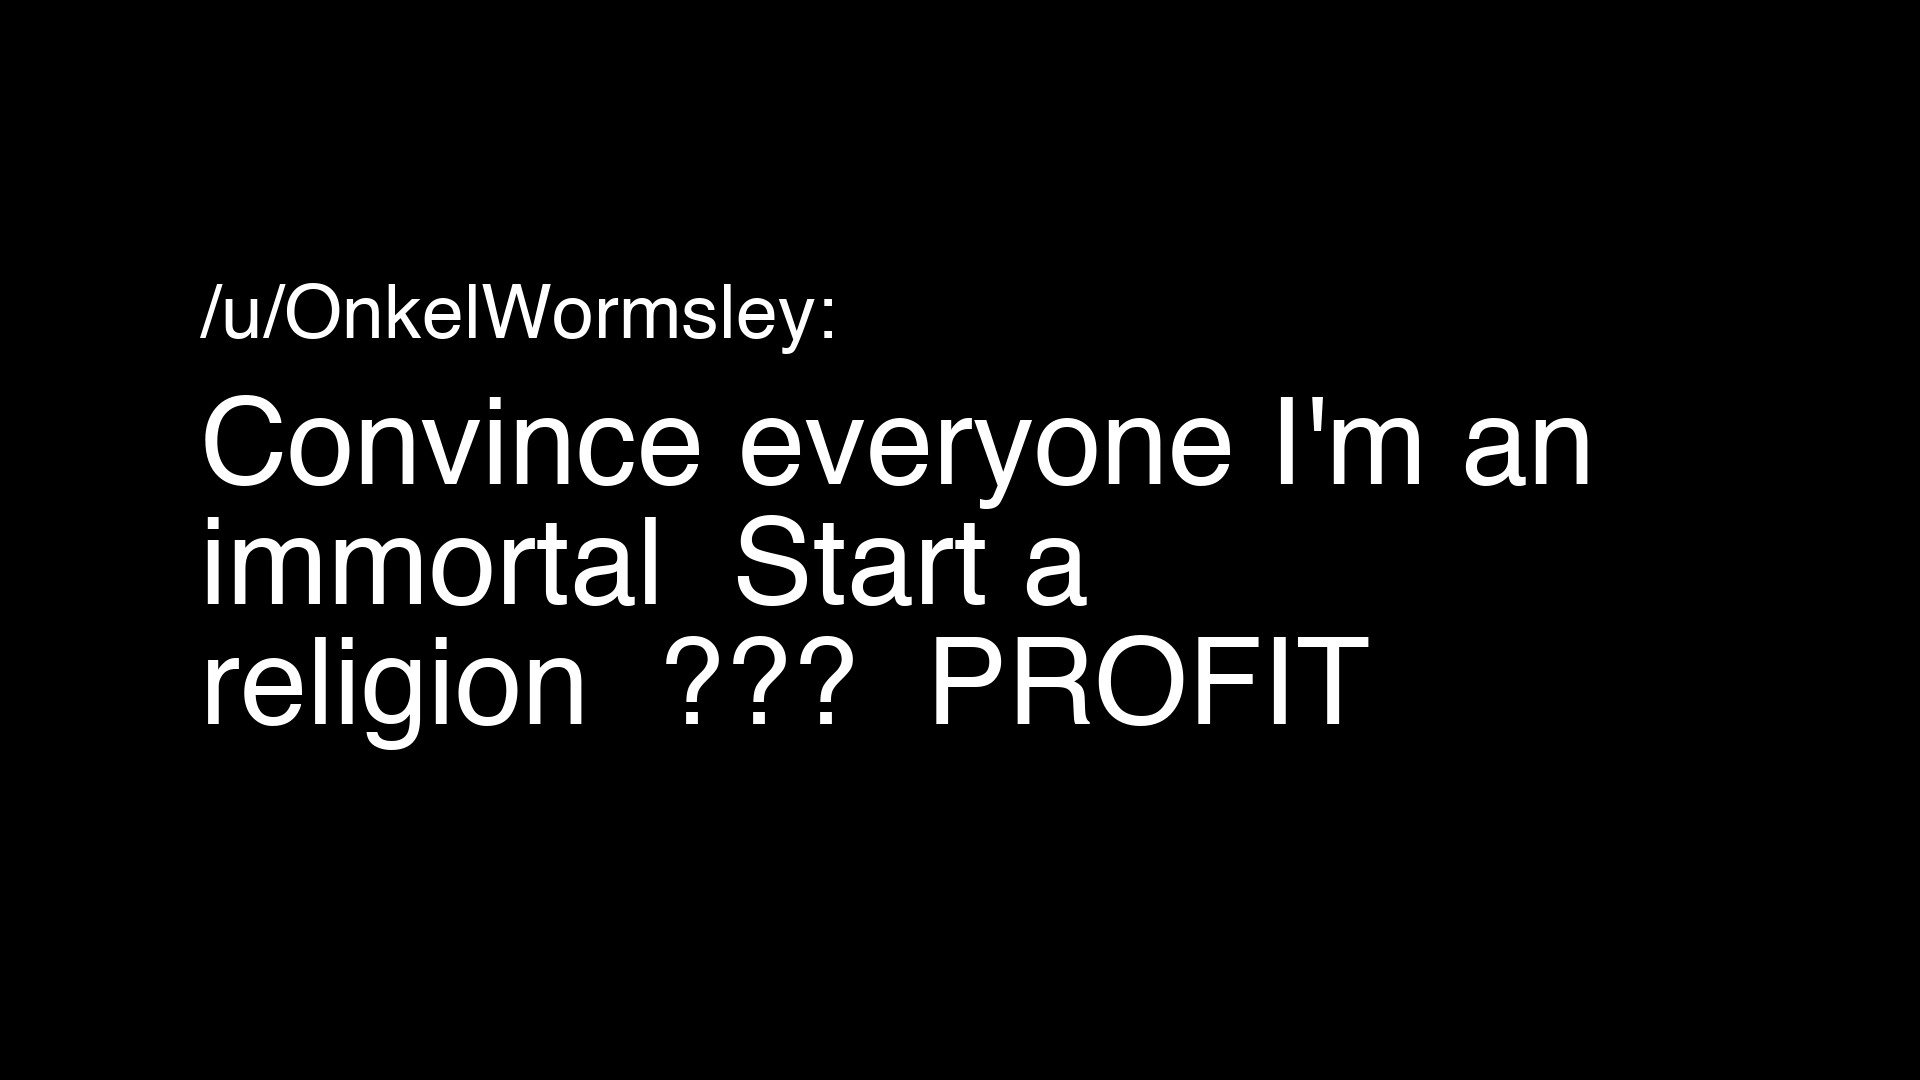 /u/OnkelWormsley:
Convince everyone I'm an
immortal  Start a
religion  ???  PROFIT